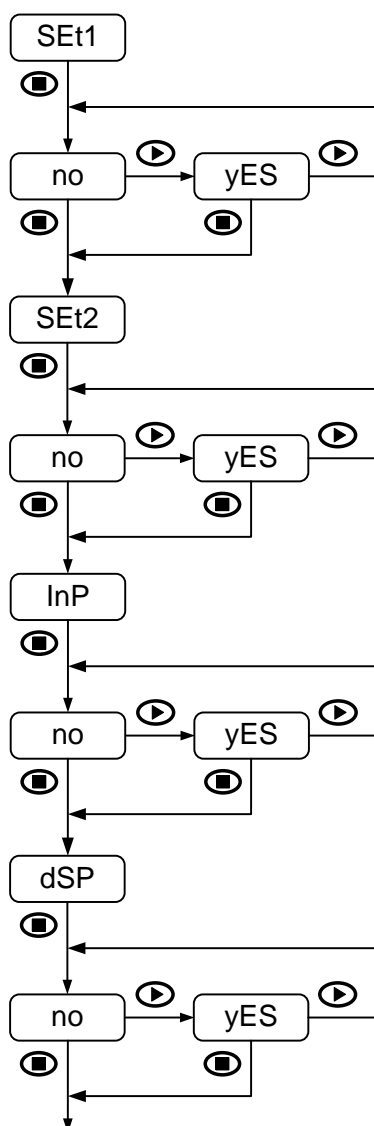 SEt1
no yES
SEt2
no yES
InP
no yES
dSP
no yES